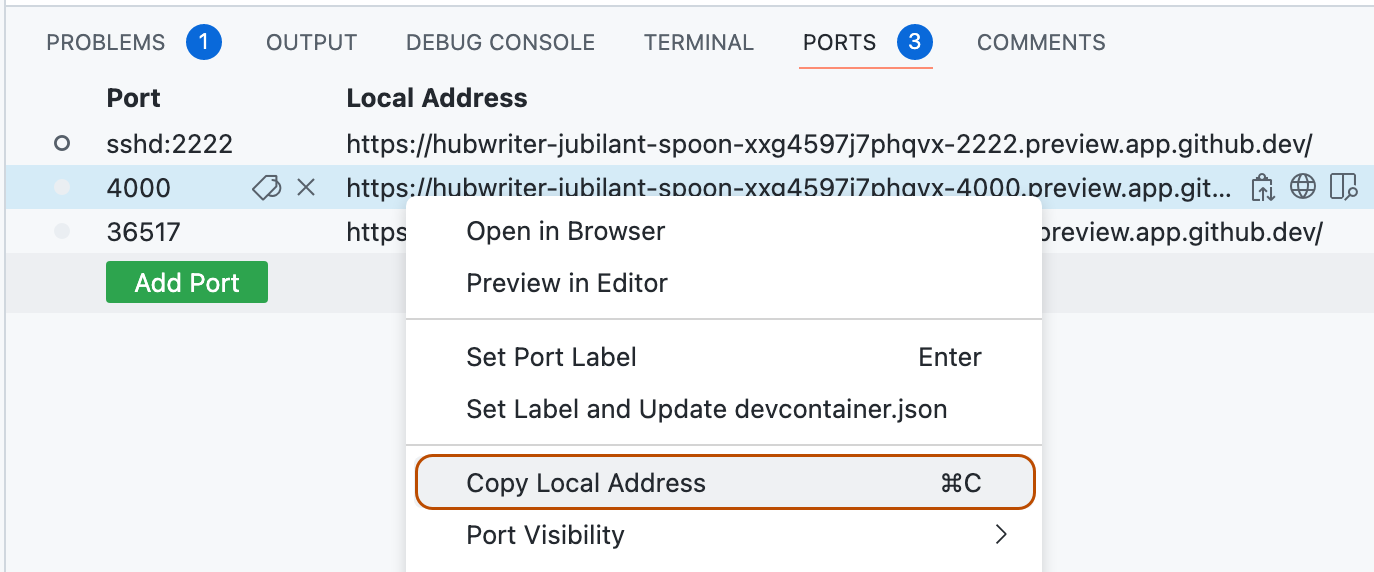 PROBLEMS 1 OUTPUT DEBUG CONSOLE TERMINAL PORTS 3 COMMENTS
Port Local Address
sshd:2222 https://hubwriter-jubilant-spoon-xxg4597j7phqvx-2222.preview.app.github.dev/
4000 https://hubwriter-jubilant-spoon-xxg4597j7phqvx-4000.preview.app.git...
36517 https preview.app.github.dev/
Add Port
Open in Browser
Preview in Editor
Set Port Label Enter
Set Label and Update devcontainer.json
Copy Local Address ⌘C
Port Visibility